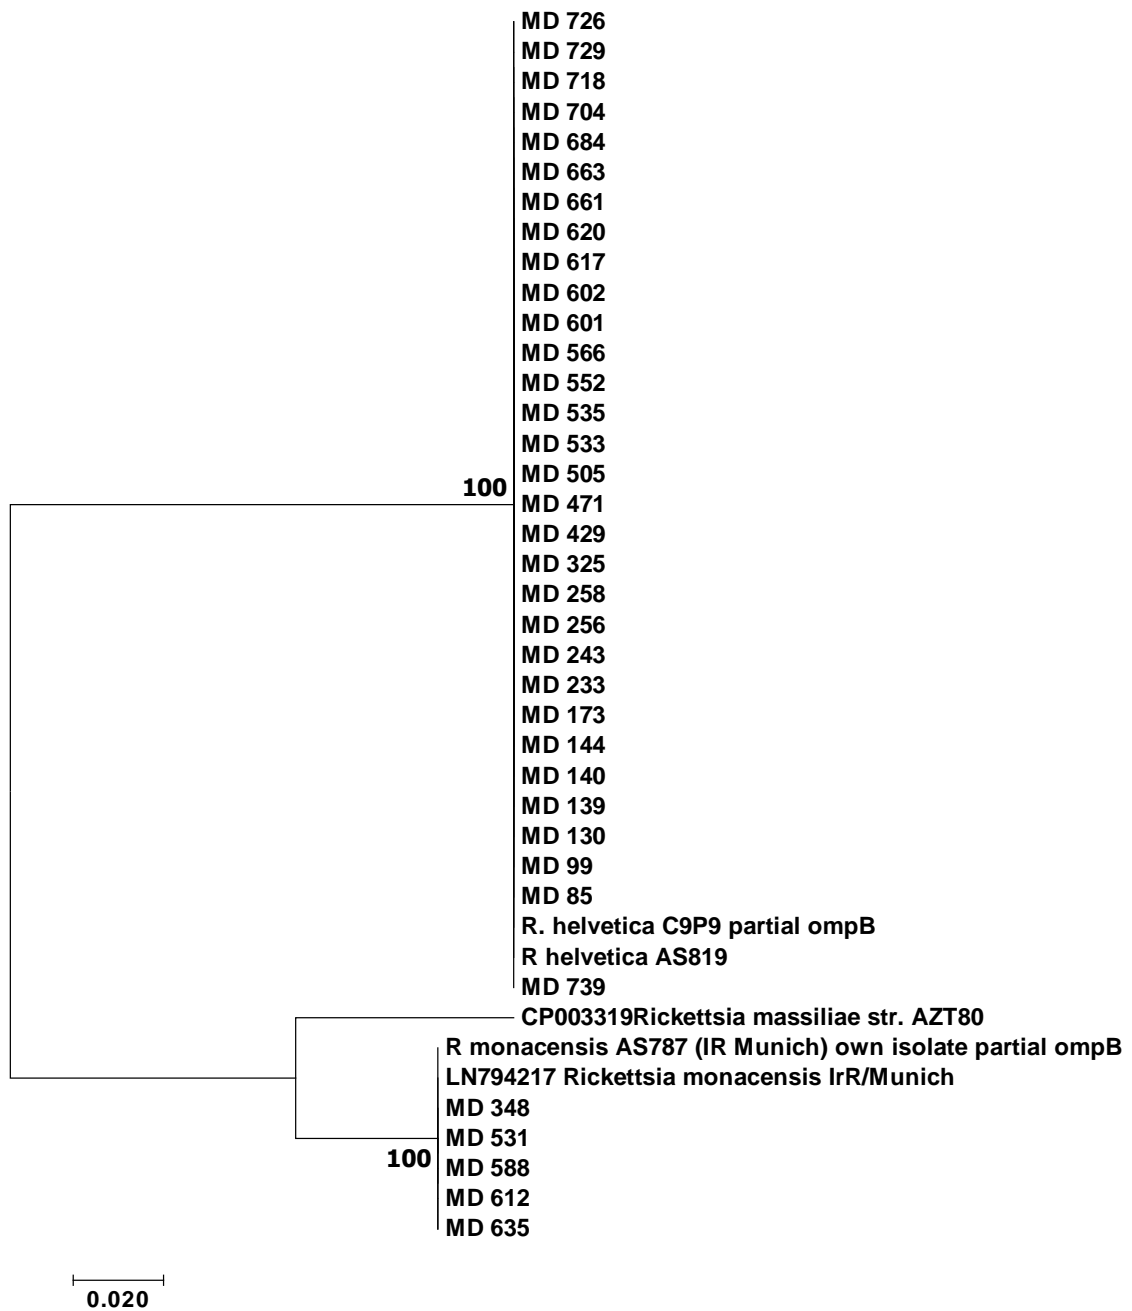 MD 726
MD 729
MD 718
MD 704
MD 684
MD 663
MD 661
MD 620
MD 617
MD 602
MD 601
MD 566
MD 552
MD 535
MD 533
MD 505
100
MD 471
MD 429
MD 325
MD 258
MD 256
MD 243
MD 233
MD 173
MD 144
MD 140
MD 139
MD 130
MD 99
MD 85
R. helvetica C9P9 partial ompB
R helvetica AS819
MD 739
CP003319Rickettsia massiliae str. AZT80
R monacensis AS787 (IR Munich) own isolate partial ompB
LN794217 Rickettsia monacensis IrR/Munich
MD 348
MD 531
100
MD 588
MD 612
MD 635
0.020